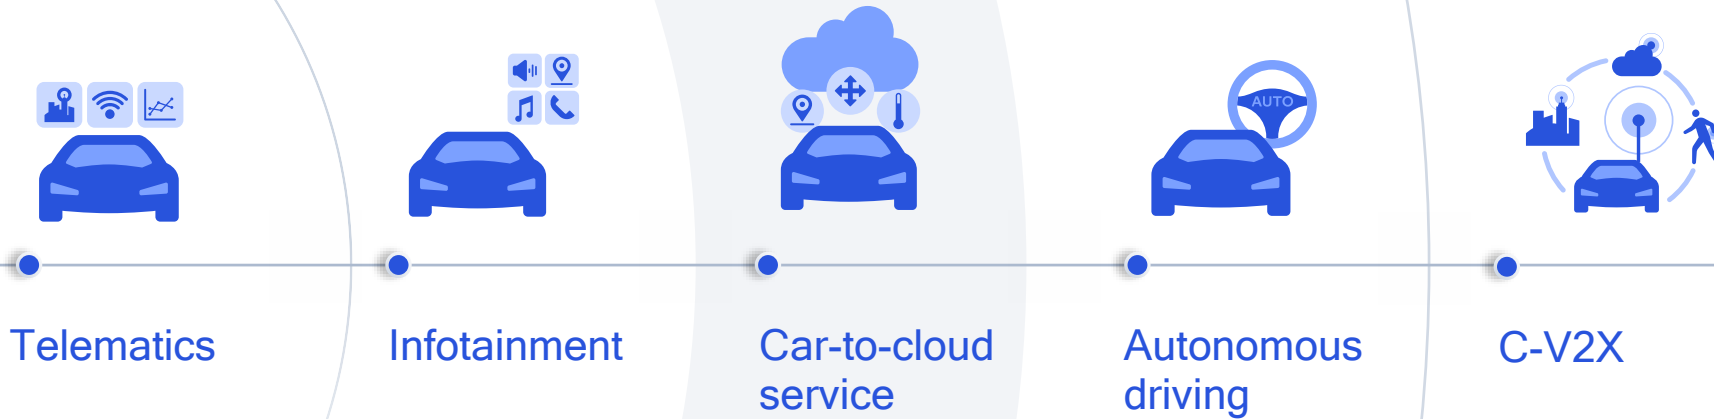 AUTO
Telematics
Infotainment
Car-to-cloud
service
Autonomous
driving
C-V2X